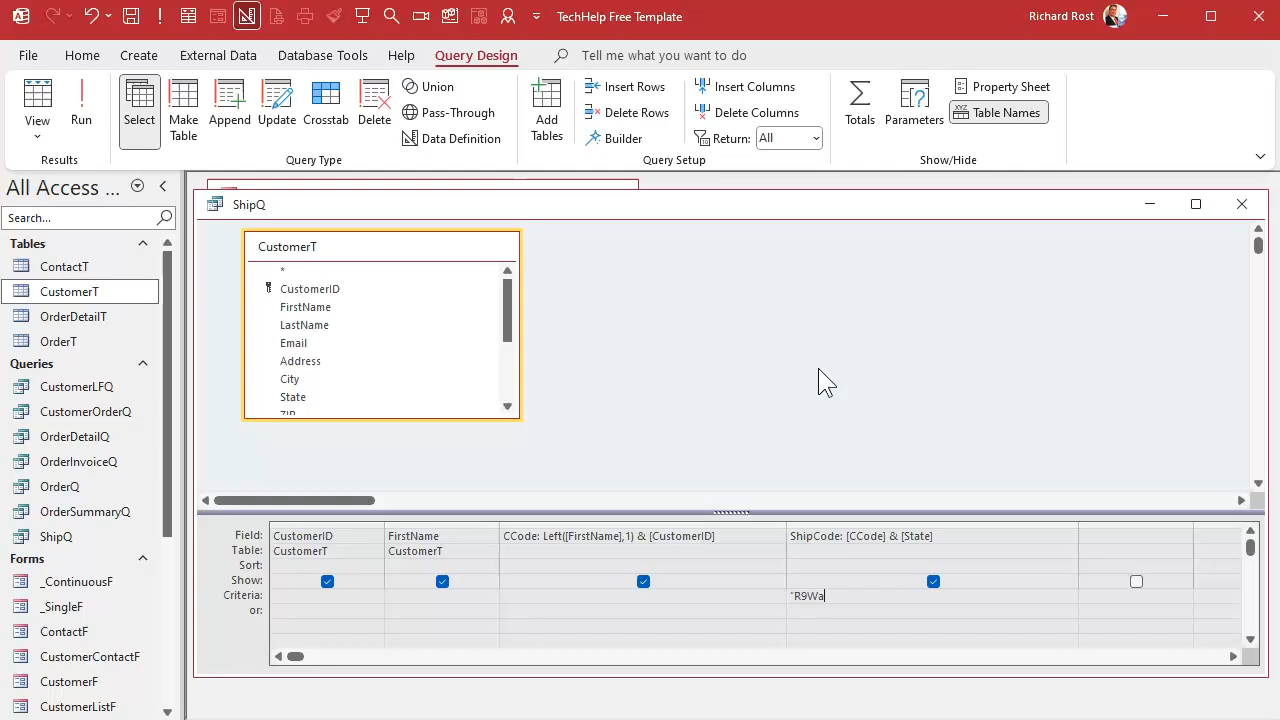 TechHelp Free Template
Richard Rost
File
Home
Create
External Data
Database Tools
Help
Query Design
Tell me what you want to do
View
Run
Results
Select
Make Table
Append
Update
Crosstab
Delete
Union
Pass-Through
Data Definition
Query Type
Add Tables
Insert Rows
Delete Rows
Builder
Insert Columns
Delete Columns
Return: All
Query Setup
Totals
Parameters
Property Sheet
XYZ Table Names
Show/Hide
All Access ...
Search...
Tables
ContactT
CustomerT
OrderDetailT
OrderT
Queries
CustomerLFQ
CustomerOrderQ
OrderDetailQ
OrderInvoiceQ
OrderQ
OrderSummaryQ
ShipQ
Forms
_ContinuousF
_SingleF
ContactF
CustomerContactF
CustomerF
CustomerListF
ShipQ
CustomerT
*
CustomerID
FirstName
LastName
Email
Address
City
State
ZIP
Field: CustomerID FirstName CCode: Left([FirstName],1) & [CustomerID] ShipCode: [CCode] & [State]
Table: CustomerT CustomerT
Sort:
Show:
Criteria: "R9Wa
or: